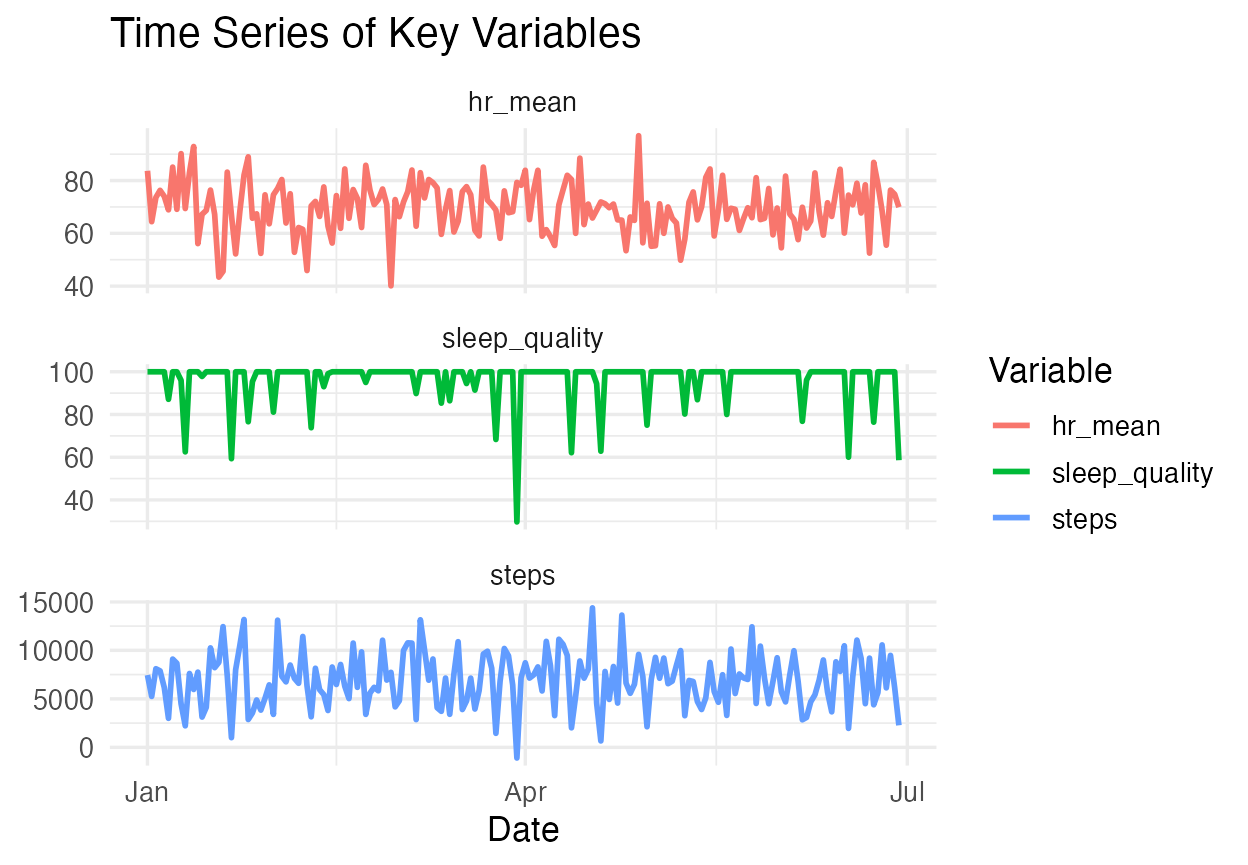 Time Series of Key Variables
hr_mean
80
60
40
sleep_quality
100
80
60
40
steps
15000
10000
5000
0
Jan Apr Jul
Date
Variable
hr_mean
sleep_quality
steps